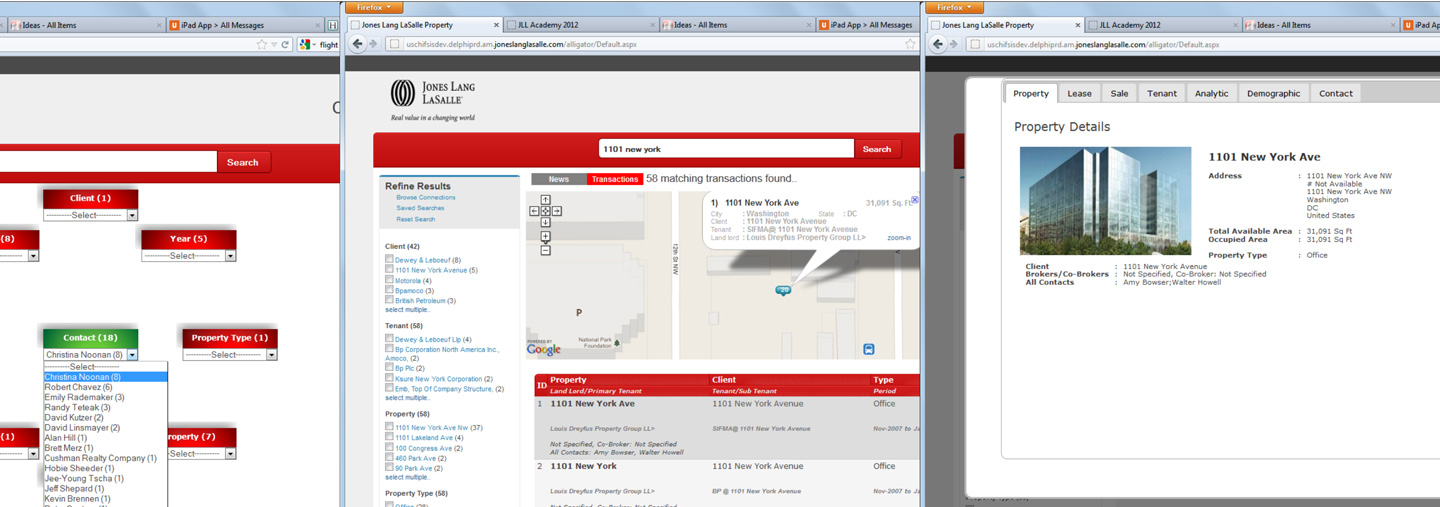 Ideas - All Items
iPad App > All Messages
flight
Search
Client (1)
----------Select----------
(8)
Year (5)
----------Select----------
Contact (18)
Christina Noonan (8)
Property Type (1)
----------Select----------
----------Select----------
Christina Noonan (8)
Robert Chavez (6)
Emily Rademaker (3)
Randy Teteak (3)
David Kutzer (2)
David Linsmayer (2)
Alan Hill (1)
Brett Merz (1)
Cushman Realty Company (1)
Hobie Sheeder (1)
Jee-Young Tscha (1)
Jeff Shepard (1)
Kevin Brennen (1)
(1)
roperty (7)
---Select----------
Firefox
Jones Lang LaSalle Property
JLL Academy 2012
Ideas - All Items
iPad App > All Messages
uschifsisdev.delphiprd.am.joneslanglasalle.com/alligator/Default.aspx
JONES LANG
LASALLE
Real value in a changing world
1101 new york
Search
Refine Results
Browse Connections
Saved Searches
Reset Search
Client (42)
Dewey & Leboeuf (8)
1101 New York Avenue (5)
Motorola (4)
Bpamoco (3)
British Petroleum (3)
select multiple..
Tenant (58)
Dewey & Leboeuf Llp (4)
Bp Corporation North America Inc.,
Amoco, (2)
Bp Plc (2)
Kaure New York Corporation (2)
Emb, Top Of Company Structure, (2)
select multiple..
Property (58)
1101 New York Ave Nw (37)
1101 Lakeland Ave (4)
100 Congress Ave (2)
460 Park Ave (2)
90 Park Ave (2)
select multiple..
Property Type (58)
Office (28)
News
Transactions
58 matching transactions found..
1) 1101 New York Ave 31,091 Sq. Ft.
City : Washington State : DC
Client : 1101 New York Avenue
Tenant : SIFMA@ 1101 New York Avenue
Land lord : Louis Dreyfus Property Group LL>
zoom-in
12th St NW
P
National Park
Foundation
POWERED BY
Google
ID Property Client Type
Land Lord/Primary Tenant Tenant/Sub Tenant Period
1 1101 New York Ave 1101 New York Avenue Office
Louis Dreyfus Property Group LL> SIFMA@ 1101 New York Avenue Nov-2007 to Ja
Not Specified, Co-Broker: Not Specified
All Contacts: Amy Bowser, Walter Howell
2 1101 New York 1101 New York Avenue Office
Louis Dreyfus Property Group LL> BP @ 1101 New York Avenue Nov-2007 to Ja
Not Specified, Co-Broker: Not Specified
Firefox
Jones Lang LaSalle Property
JLL Academy 2012
Ideas - All Items
iPad App
uschifsisdev.delphiprd.am.joneslanglasalle.com/alligator/Default.aspx
Property
Lease
Sale
Tenant
Analytic
Demographic
Contact
Property Details
1101 New York Ave
Address : 1101 New York Ave NW
# Not Available
1101 New York Ave NW
Washington
DC
United States
Total Available Area : 31,091 Sq Ft
Occupied Area : 31,091 Sq Ft
Property Type : Office
Client : 1101 New York Avenue
Brokers/Co-Brokers : Not Specified, Co-Broker: Not Specified
All Contacts : Amy Bowser;Walter Howell